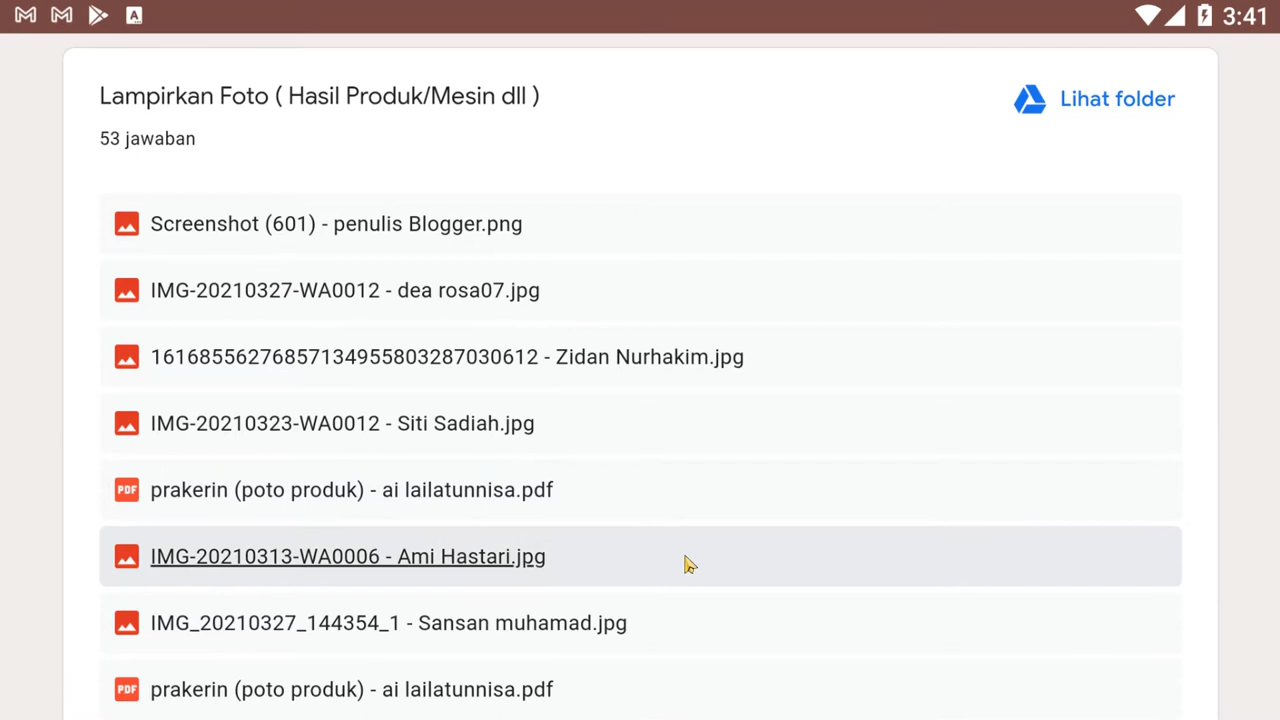 3:41
Lampirkan Foto ( Hasil Produk/Mesin dll )
Lihat folder
53 jawaban
Screenshot (601) - penulis Blogger.png
IMG-20210327-WA0012 - dea rosa07.jpg
16168556276857134955803287030612 - Zidan Nurhakim.jpg
IMG-20210323-WA0012 - Siti Sadiah.jpg
PDF prakerin (poto produk) - ai lailatunnisa.pdf
IMG-20210313-WA0006 - Ami Hastari.jpg
IMG_20210327_144354_1 - Sansan muhamad.jpg
PDF prakerin (poto produk) - ai lailatunnisa.pdf